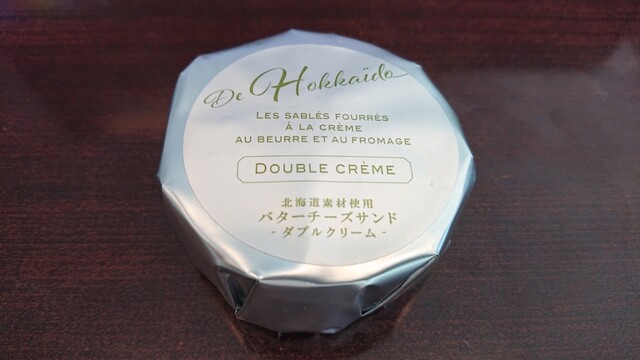 De Hokkaïdo
LES SABLÉS FOURRÉS
À LA CRÈME
AU BEURRE ET AU FROMAGE
DOUBLE CRÈME
北海道素材使用
バターチーズサンド
- ダブルクリーム -